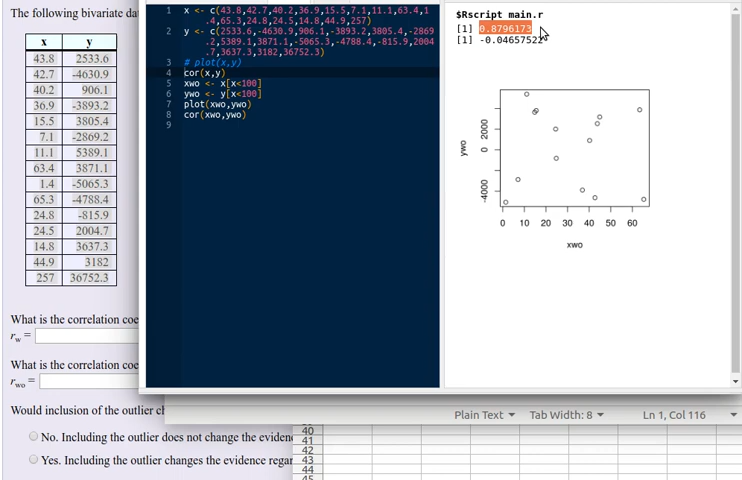 The following bivariate da
x y
43.8 2533.6
42.7 -4630.9
40.2 906.1
36.9 -3893.2
15.5 3805.4
7.1 -2869.2
11.1 5389.1
63.4 3871.1
1.4 -5065.3
65.3 -4788.4
24.8 -815.9
24.5 2004.7
14.8 3637.3
44.9 3182
257 36752.3
What is the correlation coe
rw =
What is the correlation coe
rwo =
Would inclusion of the outlier ch
No. Including the outlier does not change the eviden
Yes. Including the outlier changes the evidence regar
1 x <- c(43.8,42.7,40.2,36.9,15.5,7.1,11.1,63.4,1
.4,65.3,24.8,24.5,14.8,44.9,257)
2 y <- c(2533.6,-4630.9,906.1,-3893.2,3805.4,-2869
.2,5389.1,3871.1,-5065.3,-4788.4,-815.9,2004
.7,3637.3,3182,36752.3)
3 # plot(x,y)
4 cor(x,y)
5 xwo <- x[x<100]
6 ywo <- y[x<100]
7 plot(xwo,ywo)
8 cor(xwo,ywo)
9
$Rscript main.r
[1] 0.8796173
[1] -0.04657522
ywo
2000
0
-4000
0 10 20 30 40 50 60
xwo
Plain Text Tab Width: 8 Ln 1, Col 116
40
41
42
43
44
45